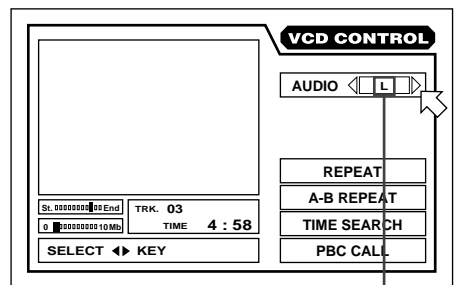 VCD CONTROL
AUDIO L
REPEAT
A-B REPEAT
St. End TRK. 03
0 10Mb TIME 4 : 58
TIME SEARCH
SELECT KEY
PBC CALL